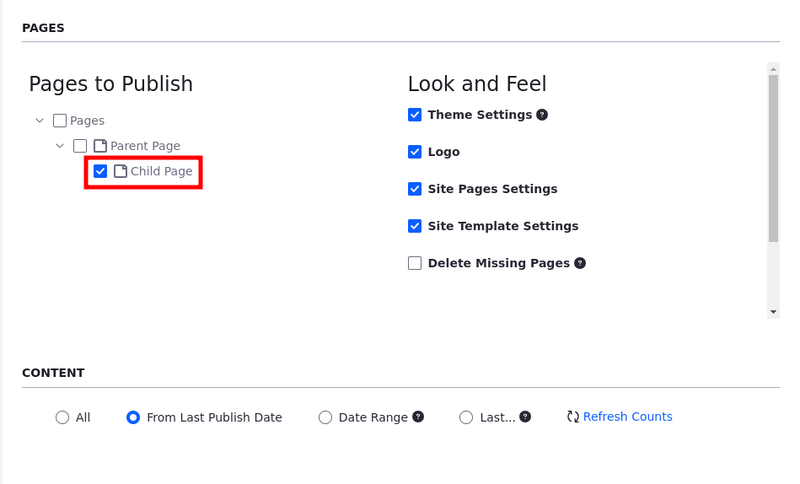 PAGES
Pages to Publish
Pages
Parent Page
Child Page
Look and Feel
Theme Settings ?
Logo
Site Pages Settings
Site Template Settings
Delete Missing Pages ?
CONTENT
All From Last Publish Date Date Range ? Last... ? Refresh Counts